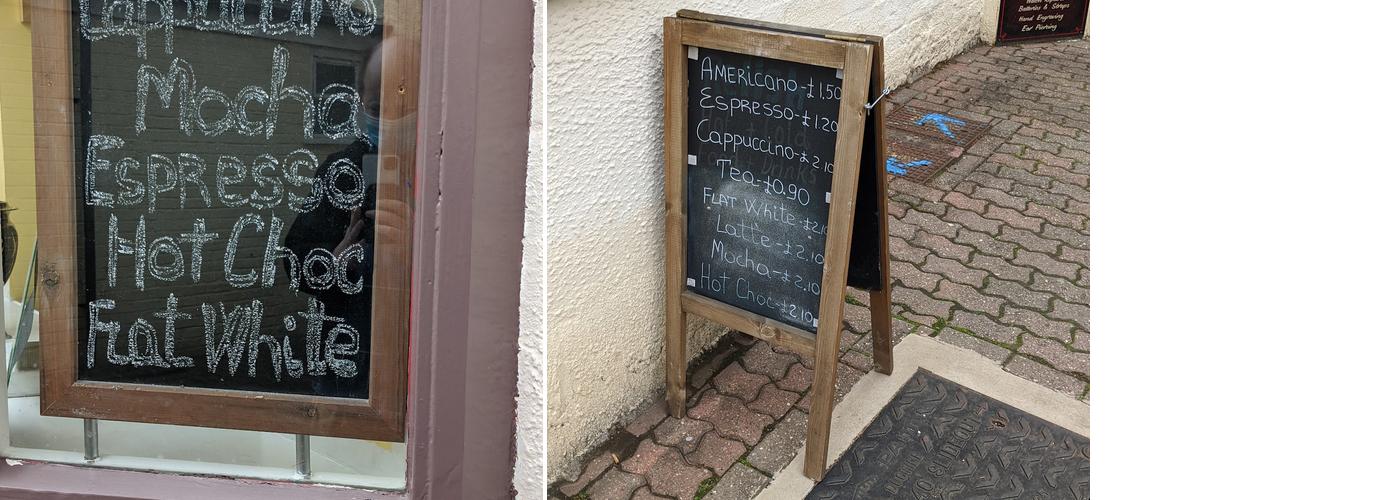 Cappuccino
Mocha
Espresso
Hot Choc
Flat White
AMERicano-£1.50
ESPRESSO-£1.20
Cappuccino-£2.10
Tea-£0.90
FLAT White-£2.10
Latte-£2.10
Mocha-£2.10
Hot Choc-£2.10
Batteries & Straps
Hand Engraving
Ear Piercing